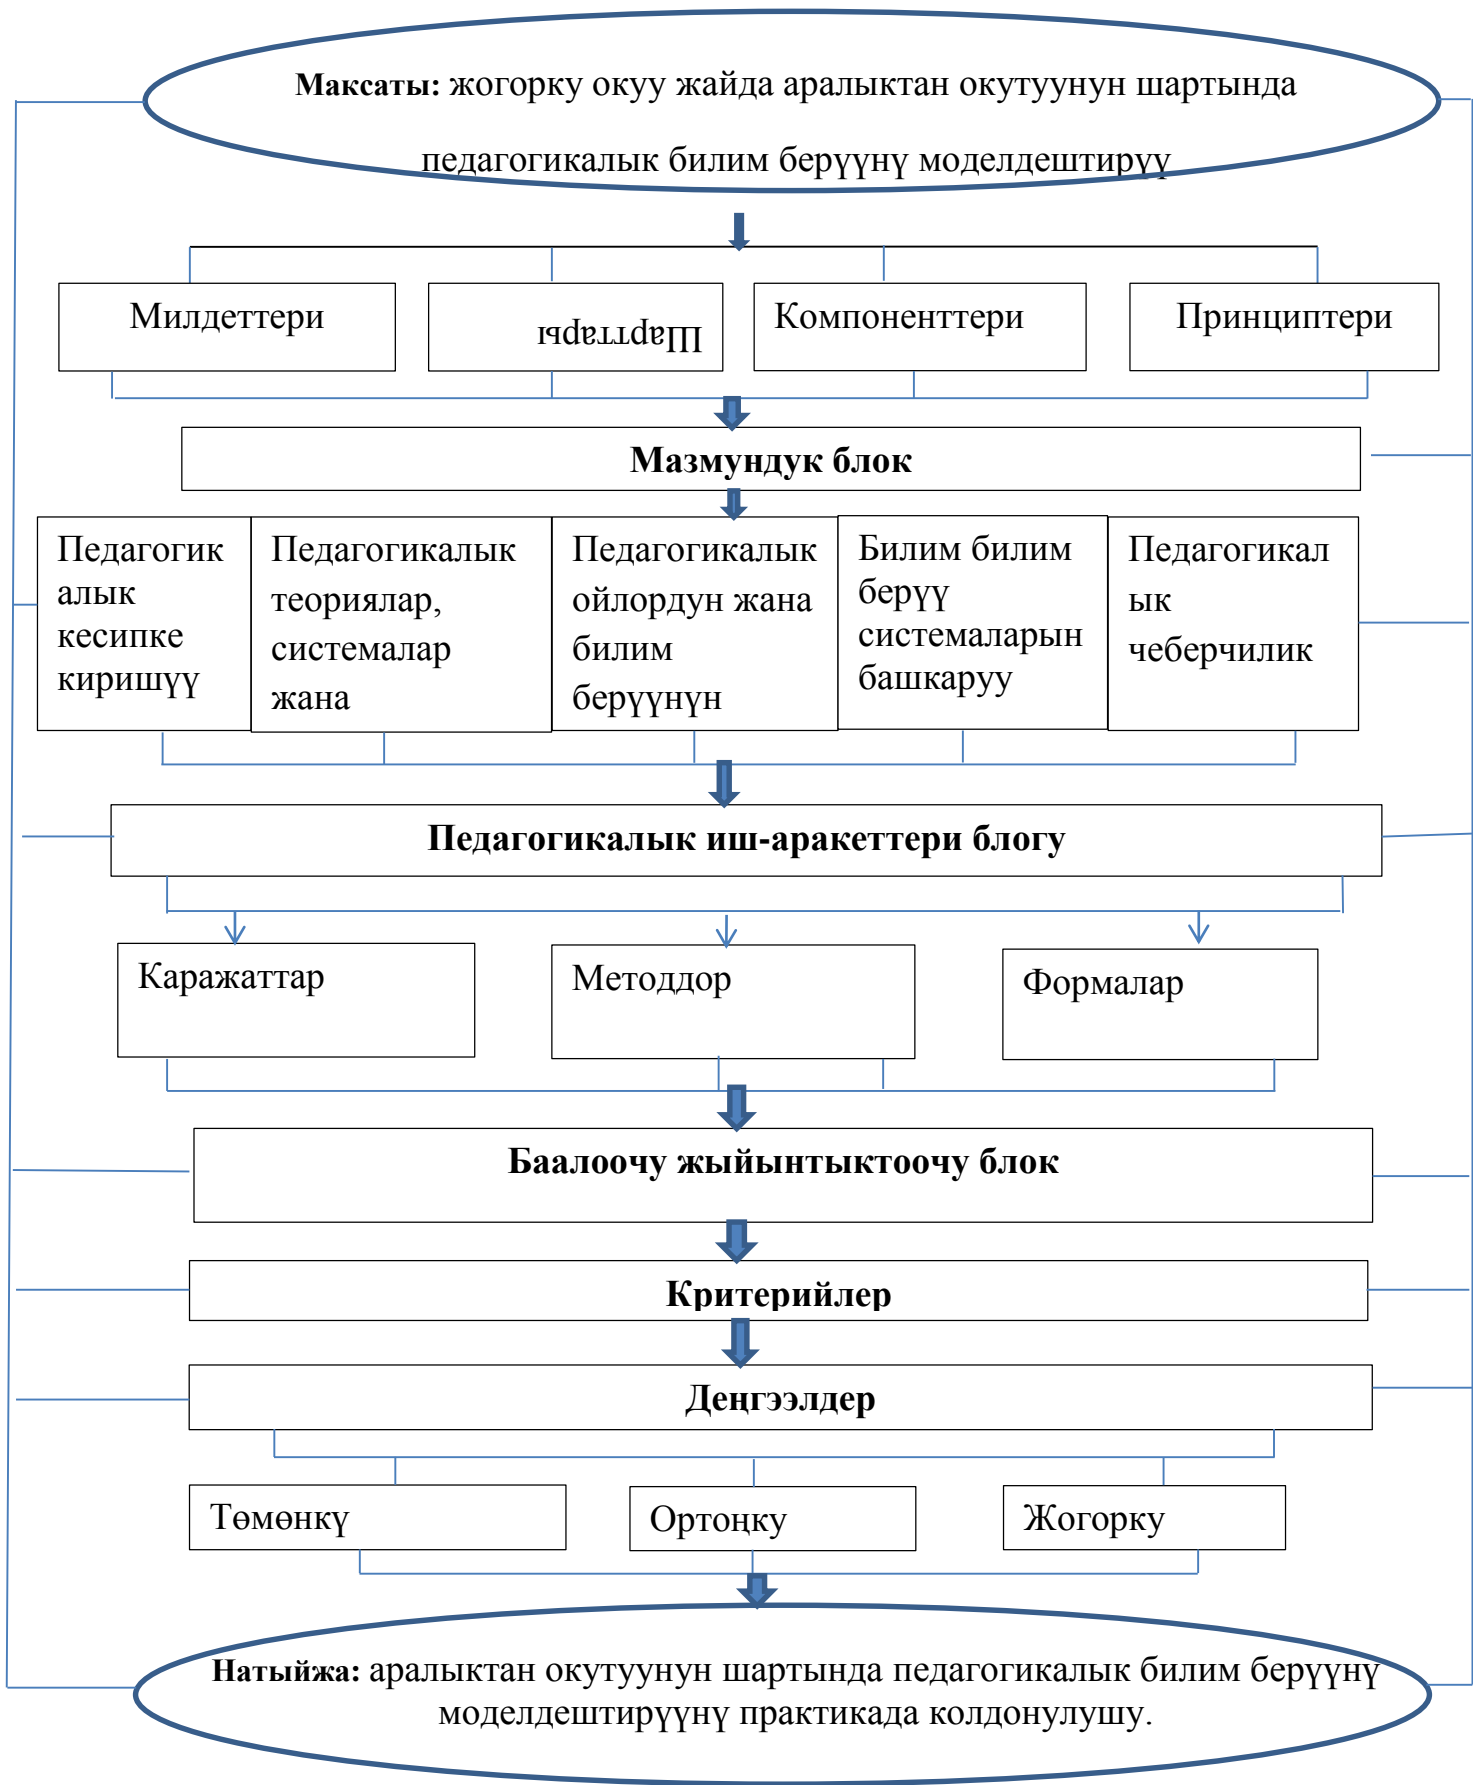 Максаты: жогорку окуу жайда аралыктан окутуунун шартында
педагогикалык билим берүүнү моделдештирүү
Милдеттери
Шарттары
Компоненттери
Принциптери
Мазмундук блок
Педагогик
алык
кесипке
киришүү
Педагогикалык
теориялар,
системалар
жана
Педагогикалык
ойлордун жана
билим
берүүнүн
Билим билим
берүү
системаларын
башкаруу
Педагогикал
ык
чеберчилик
Педагогикалык иш-аракеттери блогу
Каражаттар
Методдор
Формалар
Баалоочу жыйынтыктоочу блок
Критерийлер
Деңгээлдер
Төмөнкү
Ортоңку
Жогорку
Натыйжа: аралыктан окутуунун шартында педагогикалык билим берүүнү
моделдештирүүнү практикада колдонулушу.